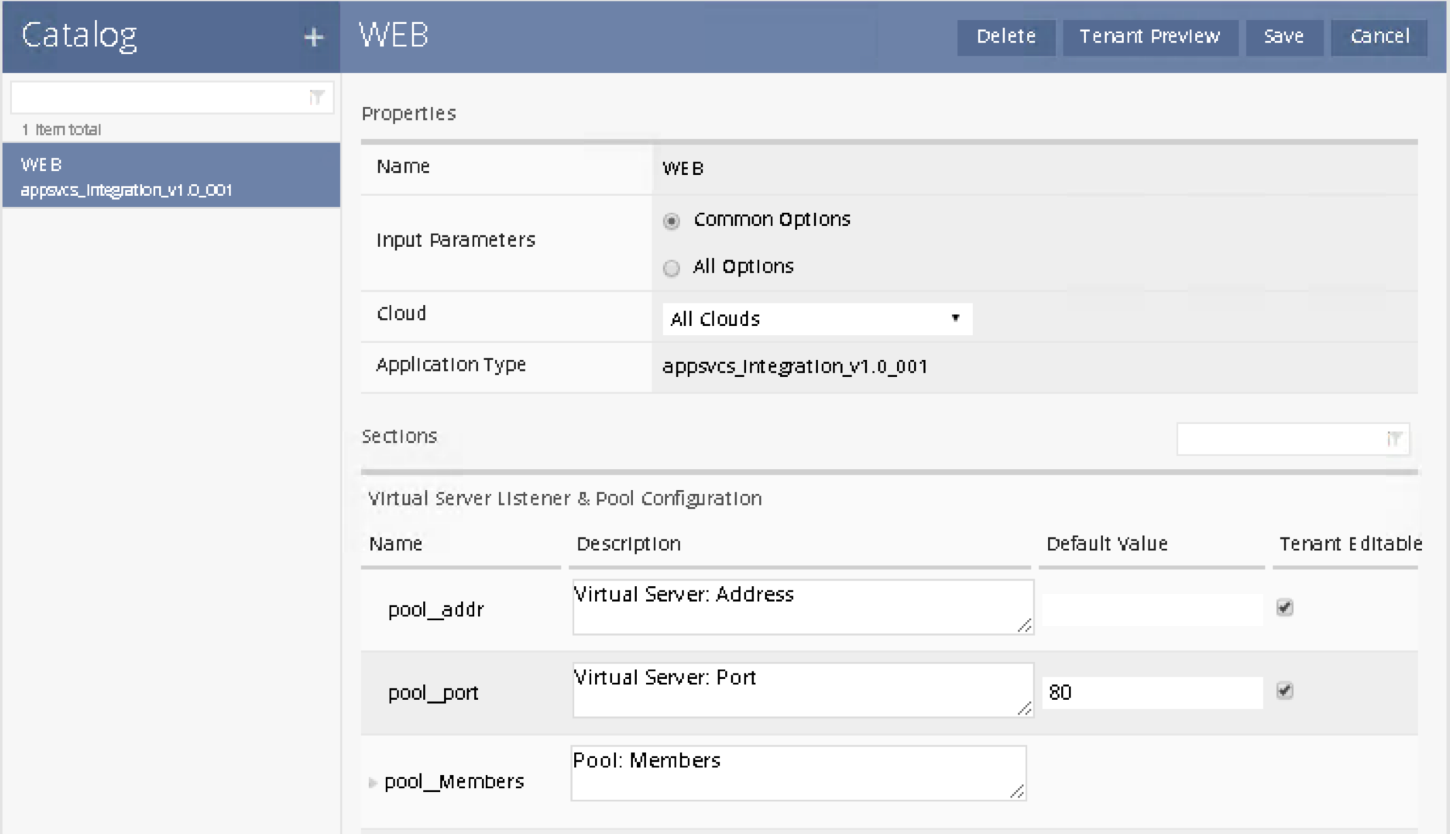 Catalog
+
WEB
Delete
Tenant Preview
Save
Cancel
1 item total
WEB
appsvcs_integration_v1.0_001
Properties
Name
WEB
Input Parameters
Common Options
All Options
Cloud
All Clouds
Application Type
appsvcs_integration_v1.0_001
Sections
Virtual Server Listener & Pool Configuration
Name
Description
Default Value
Tenant Editable
pool__addr
Virtual Server: Address
pool__port
Virtual Server: Port
80
pool__Members
Pool: Members